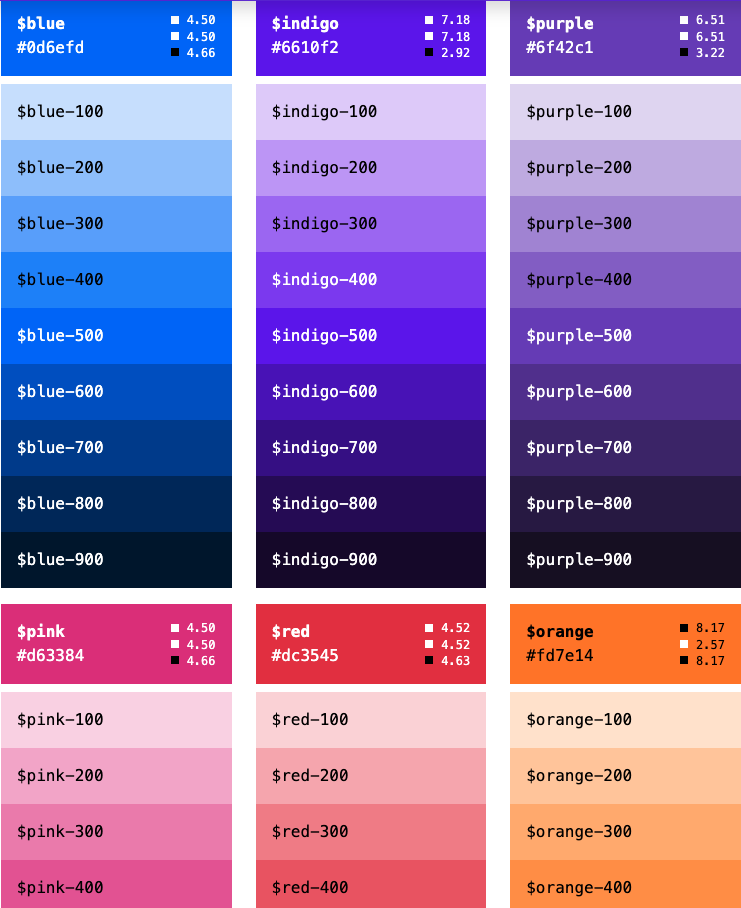 $blue
#0d6efd
4.50
4.50
4.66
$blue-100
$blue-200
$blue-300
$blue-400
$blue-500
$blue-600
$blue-700
$blue-800
$blue-900
$indigo
#6610f2
7.18
7.18
2.92
$indigo-100
$indigo-200
$indigo-300
$indigo-400
$indigo-500
$indigo-600
$indigo-700
$indigo-800
$indigo-900
$purple
#6f42c1
6.51
6.51
3.22
$purple-100
$purple-200
$purple-300
$purple-400
$purple-500
$purple-600
$purple-700
$purple-800
$purple-900
$pink
#d63384
4.50
4.50
4.66
$pink-100
$pink-200
$pink-300
$pink-400
$red
#dc3545
4.52
4.52
4.63
$red-100
$red-200
$red-300
$red-400
$orange
#fd7e14
8.17
2.57
8.17
$orange-100
$orange-200
$orange-300
$orange-400